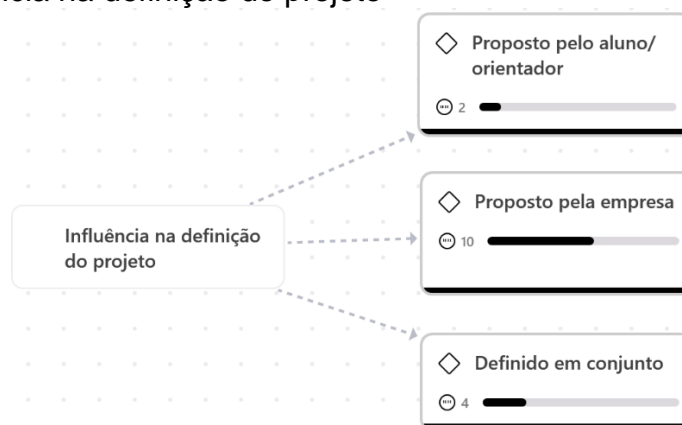 Proposto pelo aluno/
orientador
2
Proposto pela empresa
10
Influência na definição
do projeto
Definido em conjunto
4